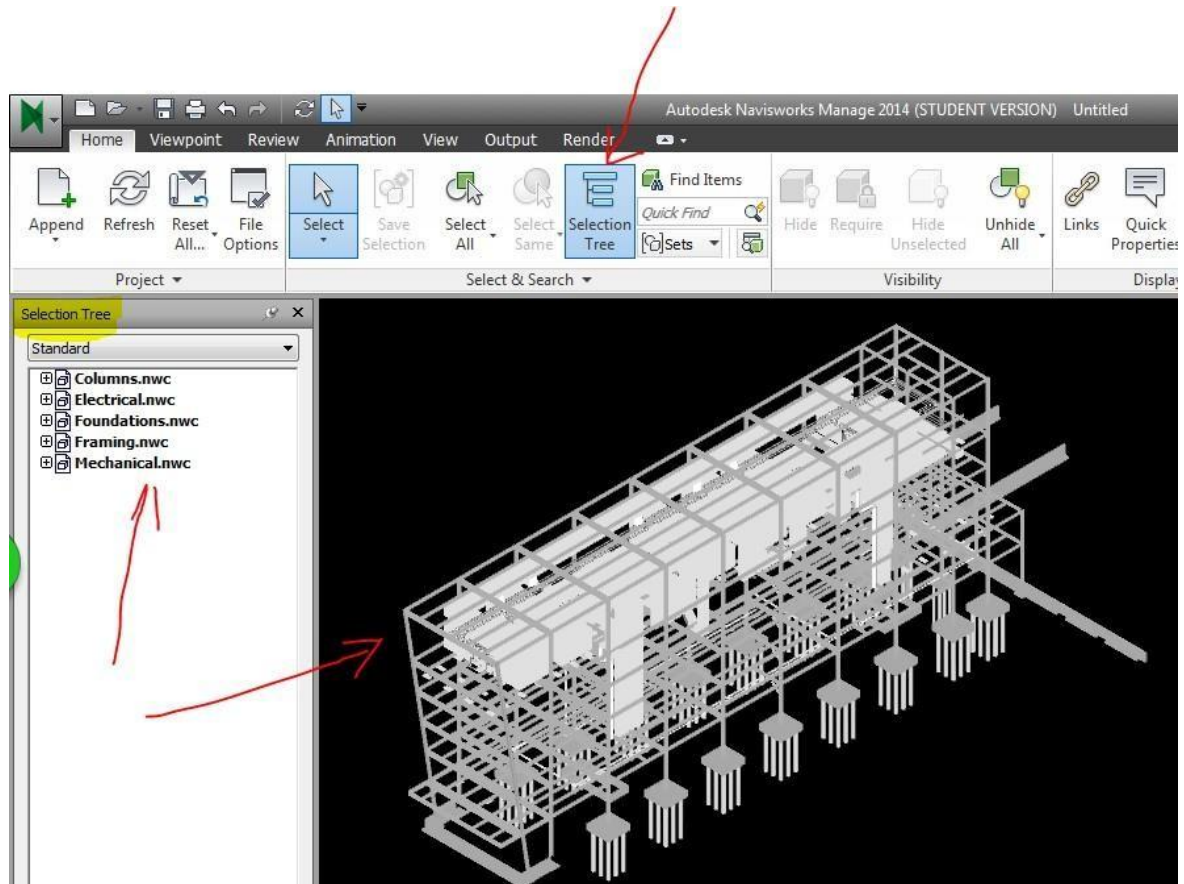 Autodesk Navisworks Manage 2014 (STUDENT VERSION) Untitled
Home Viewpoint Review Animation View Output Render
Append
Refresh
Reset All...
File Options
Select
Save Selection
Select All
Select Same
Selection Tree
Find Items
Quick Find
Sets
Hide
Require
Hide Unselected
Unhide All
Links
Quick Properties
Project
Select & Search
Visibility
Display
Selection Tree
Standard
Columns.nwc
Electrical.nwc
Foundations.nwc
Framing.nwc
Mechanical.nwc